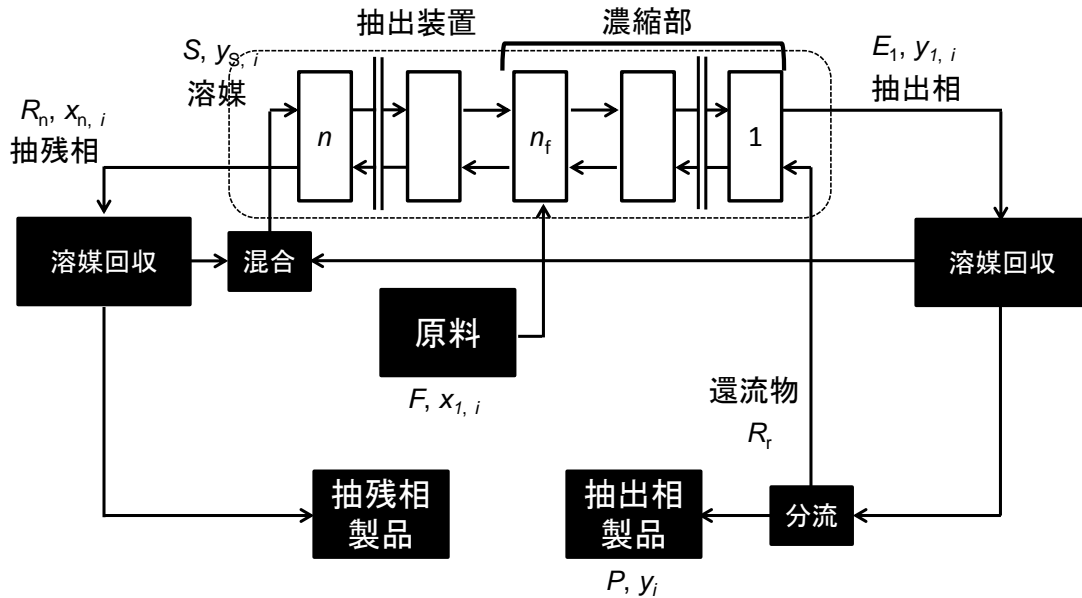 抽出装置
濃縮部
S, yS, i
溶媒
E1, y1, i
抽出相
Rn, xn, i
抽残相
n
nf
1
溶媒回収
混合
溶媒回収
原料
F, x1, i
還流物
Rr
抽残相
製品
抽出相
製品
分流
P, yi